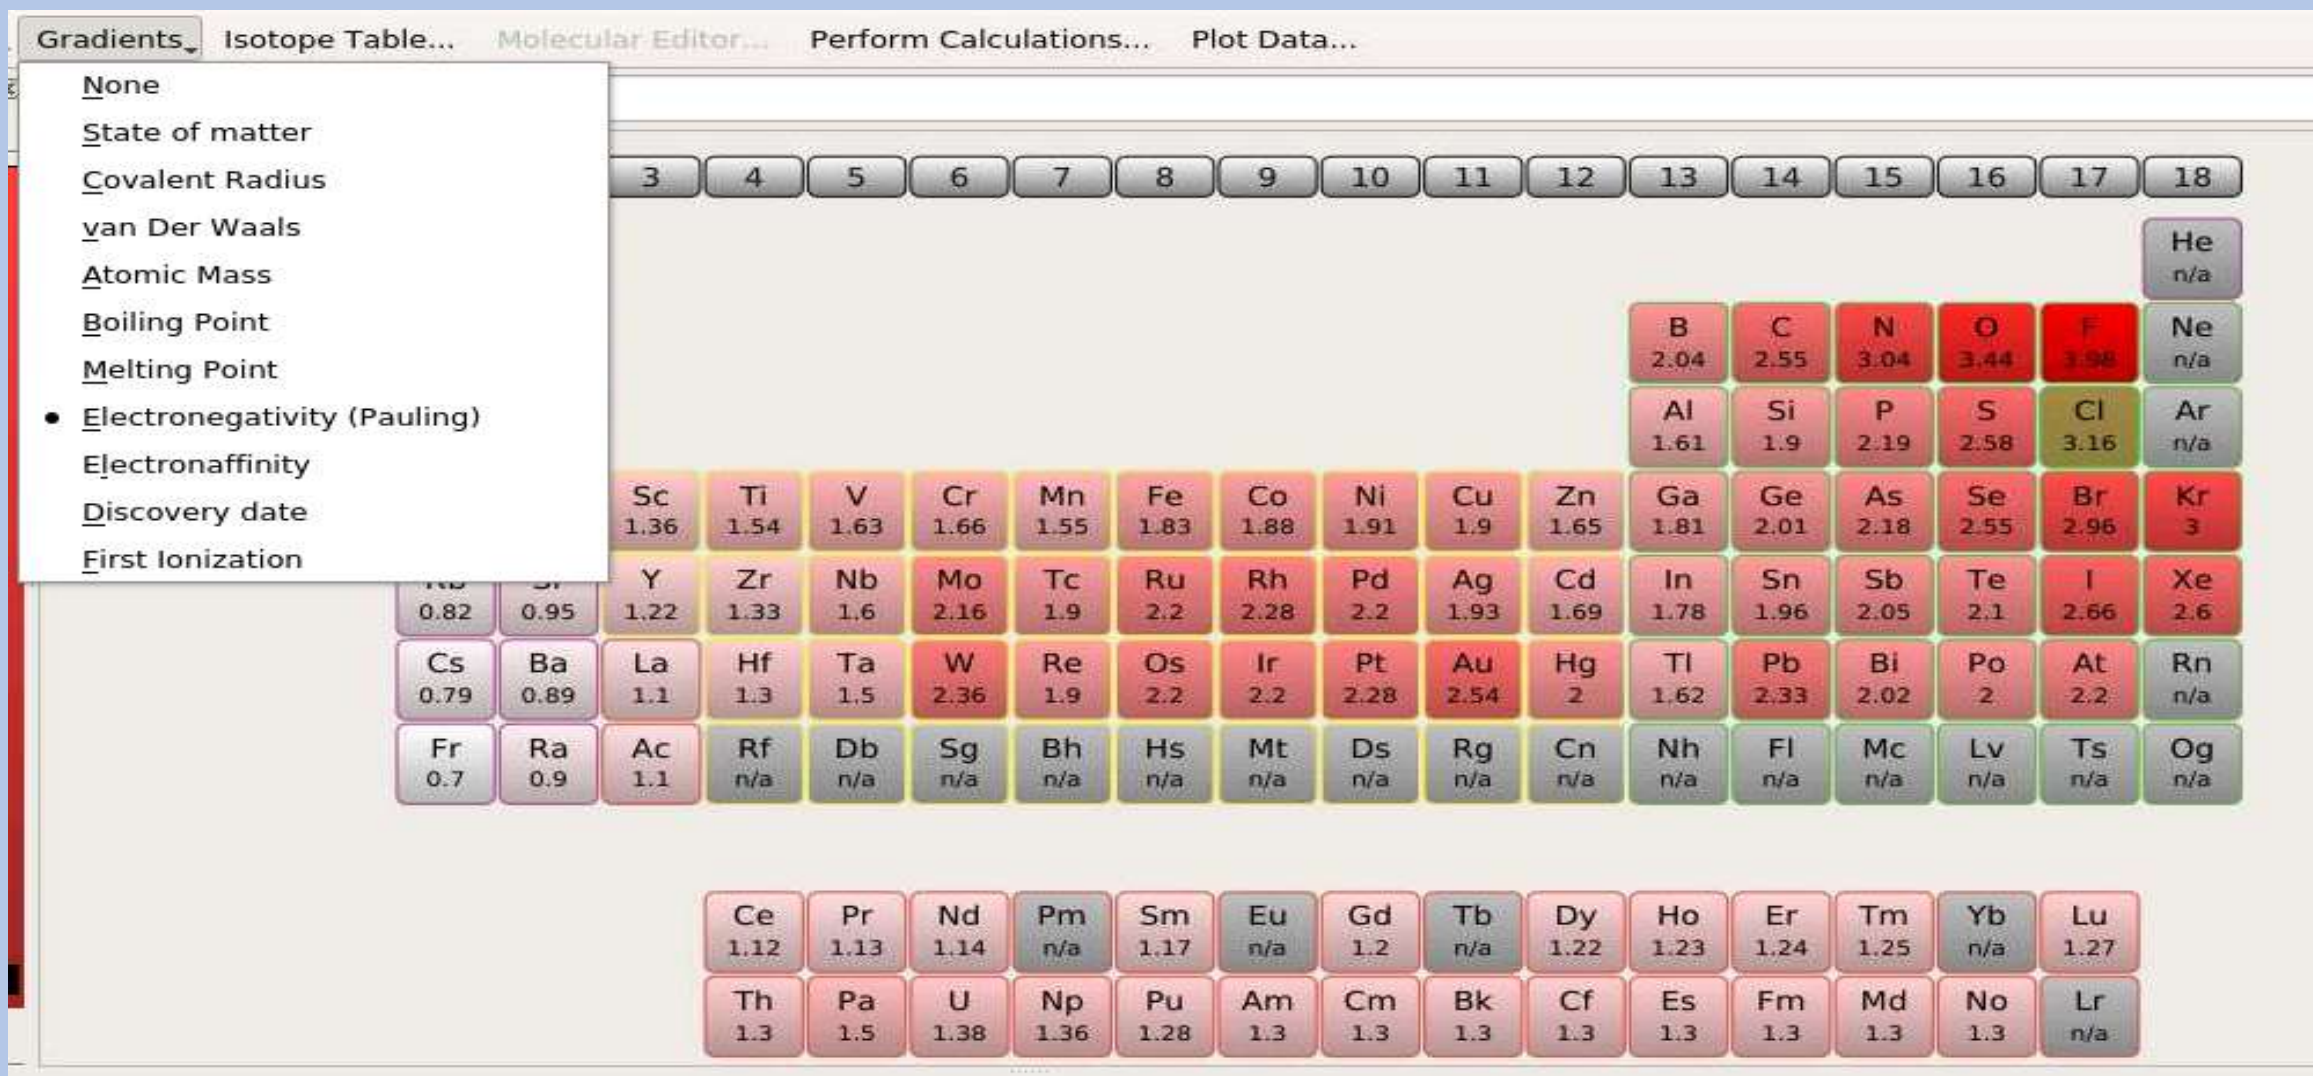 Gradients Isotope Table... Molecular Editor... Perform Calculations... Plot Data...
None
State of matter
Covalent Radius
van Der Waals
Atomic Mass
Boiling Point
Melting Point
Electronegativity (Pauling)
Electronaffinity
Discovery date
First Ionization
3 4 5 6 7 8 9 10 11 12 13 14 15 16 17 18
He
n/a
B C N O F Ne
2.04 2.55 3.04 3.44 3.98 n/a
Al Si P S Cl Ar
1.61 1.9 2.19 2.58 3.16 n/a
Sc Ti V Cr Mn Fe Co Ni Cu Zn Ga Ge As Se Br Kr
1.36 1.54 1.63 1.66 1.55 1.83 1.88 1.91 1.9 1.65 1.81 2.01 2.18 2.55 2.96 3
Y Zr Nb Mo Tc Ru Rh Pd Ag Cd In Sn Sb Te I Xe
0.82 0.95 1.22 1.33 1.6 2.16 1.9 2.2 2.28 2.2 1.93 1.69 1.78 1.96 2.05 2.1 2.66 2.6
Cs Ba La Hf Ta W Re Os Ir Pt Au Hg Tl Pb Bi Po At Rn
0.79 0.89 1.1 1.3 1.5 2.36 1.9 2.2 2.2 2.28 2.54 2 1.62 2.33 2.02 2 2.2 n/a
Fr Ra Ac Rf Db Sg Bh Hs Mt Ds Rg Cn Nh Fl Mc Lv Ts Og
0.7 0.9 1.1 n/a n/a n/a n/a n/a n/a n/a n/a n/a n/a n/a n/a n/a n/a n/a
Ce Pr Nd Pm Sm Eu Gd Tb Dy Ho Er Tm Yb Lu
1.12 1.13 1.14 n/a 1.17 n/a 1.2 n/a 1.22 1.23 1.24 1.25 n/a 1.27
Th Pa U Np Pu Am Cm Bk Cf Es Fm Md No Lr
1.3 1.5 1.38 1.36 1.28 1.3 1.3 1.3 1.3 1.3 1.3 1.3 1.3 n/a